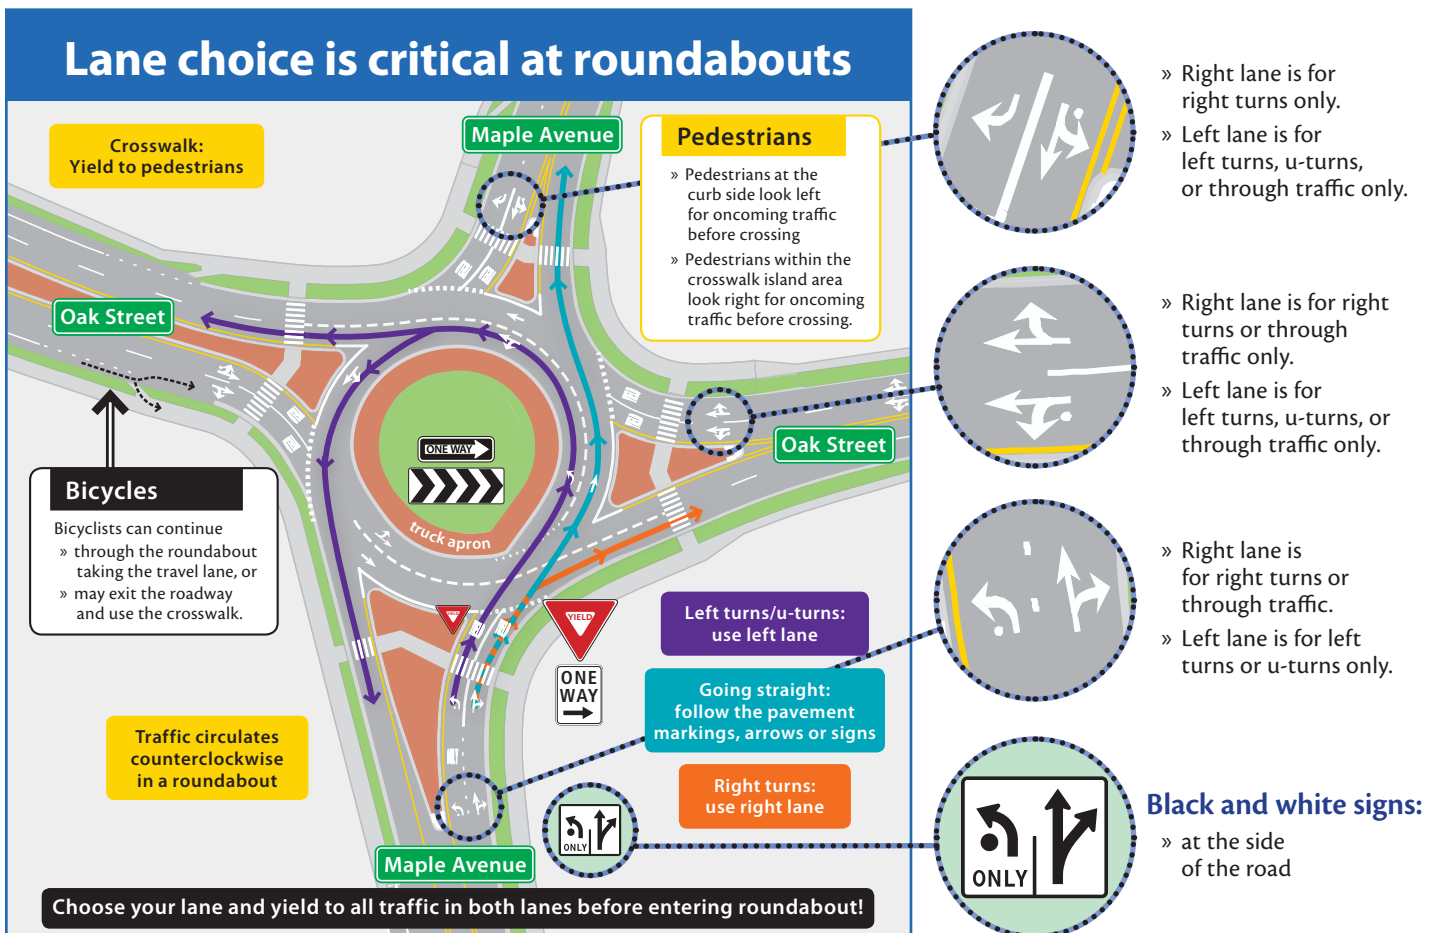 Lane choice is critical at roundabouts
Crosswalk:
Yield to pedestrians
Maple Avenue
Pedestrians
» Pedestrians at the
curb side look left
for oncoming traffic
before crossing
» Pedestrians within the
crosswalk island area
look right for oncoming
traffic before crossing.
Oak Street
Oak Street
ONE WAY
truck apron
Bicycles
Bicyclists can continue
» through the roundabout
taking the travel lane, or
» may exit the roadway
and use the crosswalk.
YIELD
ONE
WAY
Left turns/u-turns:
use left lane
Going straight:
follow the pavement
markings, arrows or signs
Right turns:
use right lane
Traffic circulates
counterclockwise
in a roundabout
ONLY
Maple Avenue
Choose your lane and yield to all traffic in both lanes before entering roundabout!
» Right lane is for
right turns only.
» Left lane is for
left turns, u-turns,
or through traffic only.
» Right lane is for right
turns or through
traffic only.
» Left lane is for
left turns, u-turns, or
through traffic only.
» Right lane is
for right turns or
through traffic.
» Left lane is for left
turns or u-turns only.
ONLY
Black and white signs:
» at the side
of the road